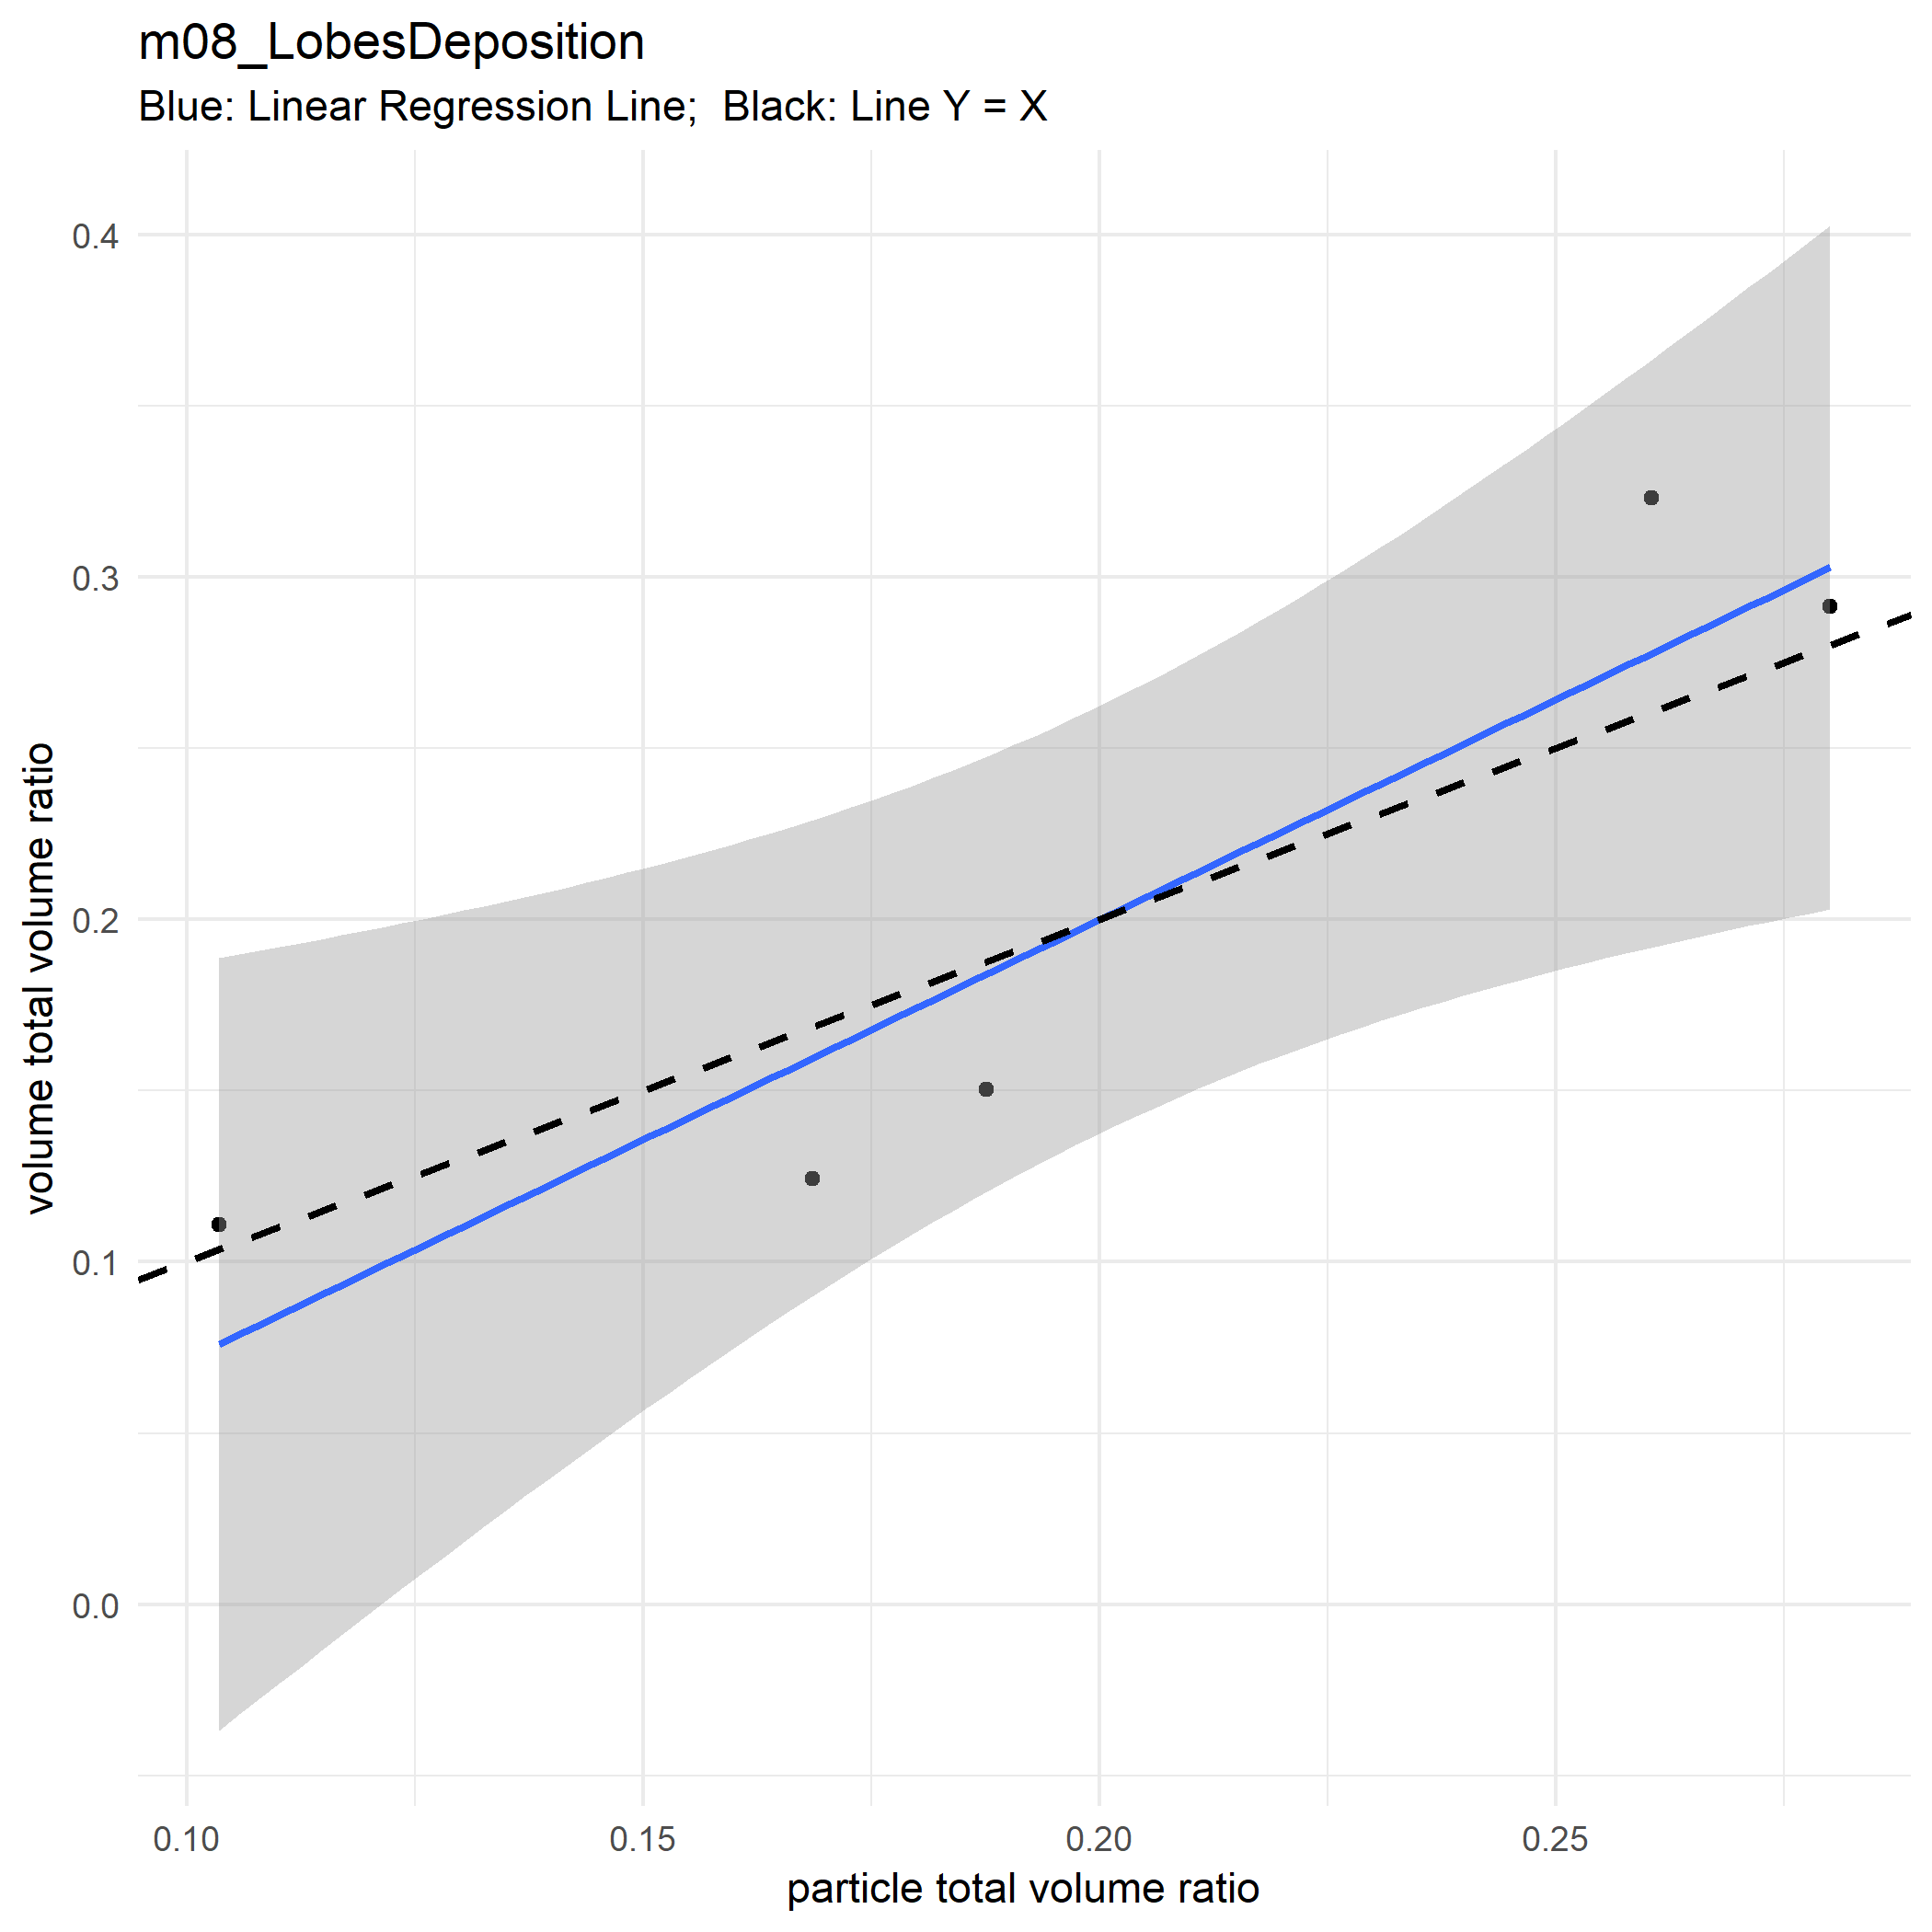 m08_LobesDeposition
Blue: Linear Regression Line;  Black: Line Y = X
0.4
0.3
0.2
0.1
0.0
volume total volume ratio
0.10
0.15
0.20
0.25
particle total volume ratio